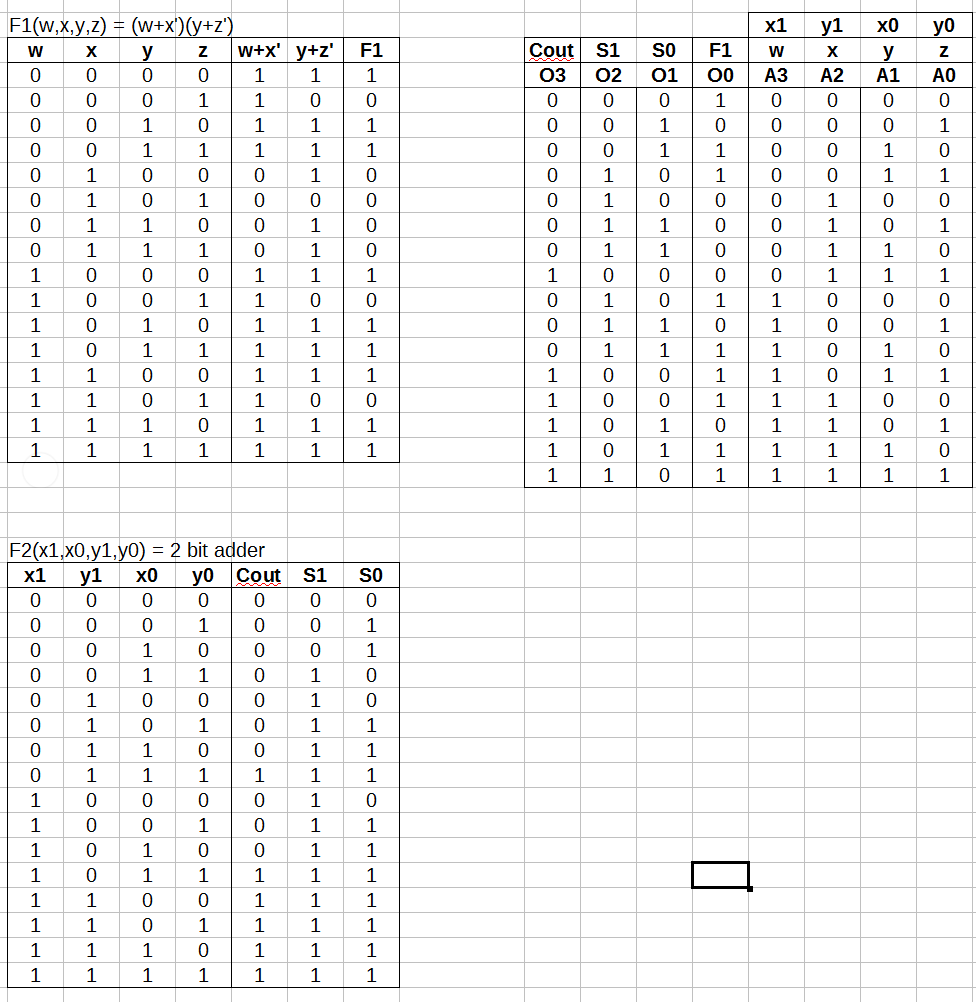 F1(w,x,y,z) = (w+x')(y+z')
w x y z w+x' y+z' F1
0 0 0 0 1 1 1
0 0 0 1 1 0 0
0 0 1 0 1 1 1
0 0 1 1 1 1 1
0 1 0 0 0 1 0
0 1 0 1 0 0 0
0 1 1 0 0 1 0
0 1 1 1 0 1 0
1 0 0 0 1 1 1
1 0 0 1 1 0 0
1 0 1 0 1 1 1
1 0 1 1 1 1 1
1 1 0 0 1 1 1
1 1 0 1 1 0 0
1 1 1 0 1 1 1
1 1 1 1 1 1 1
x1 y1 x0 y0
Cout S1 S0 F1 w x y z
O3 O2 O1 O0 A3 A2 A1 A0
0 0 0 1 0 0 0 0
0 0 1 0 0 0 0 1
0 0 1 1 0 0 1 0
0 1 0 1 0 0 1 1
0 1 0 0 0 1 0 0
0 1 1 0 0 1 0 1
0 1 1 0 0 1 1 0
1 0 0 0 0 1 1 1
0 1 0 1 1 0 0 0
0 1 1 0 1 0 0 1
0 1 1 1 1 0 1 0
1 0 0 1 1 0 1 1
1 0 0 1 1 1 0 0
1 0 1 0 1 1 0 1
1 0 1 1 1 1 1 0
1 1 0 1 1 1 1 1
F2(x1,x0,y1,y0) = 2 bit adder
x1 y1 x0 y0 Cout S1 S0
0 0 0 0 0 0 0
0 0 0 1 0 0 1
0 0 1 0 0 0 1
0 0 1 1 0 1 0
0 1 0 0 0 1 0
0 1 0 1 0 1 1
0 1 1 0 0 1 1
0 1 1 1 1 1 1
1 0 0 0 0 1 0
1 0 0 1 0 1 1
1 0 1 0 0 1 1
1 0 1 1 1 1 1
1 1 0 0 1 1 1
1 1 0 1 1 1 1
1 1 1 0 1 1 1
1 1 1 1 1 1 1